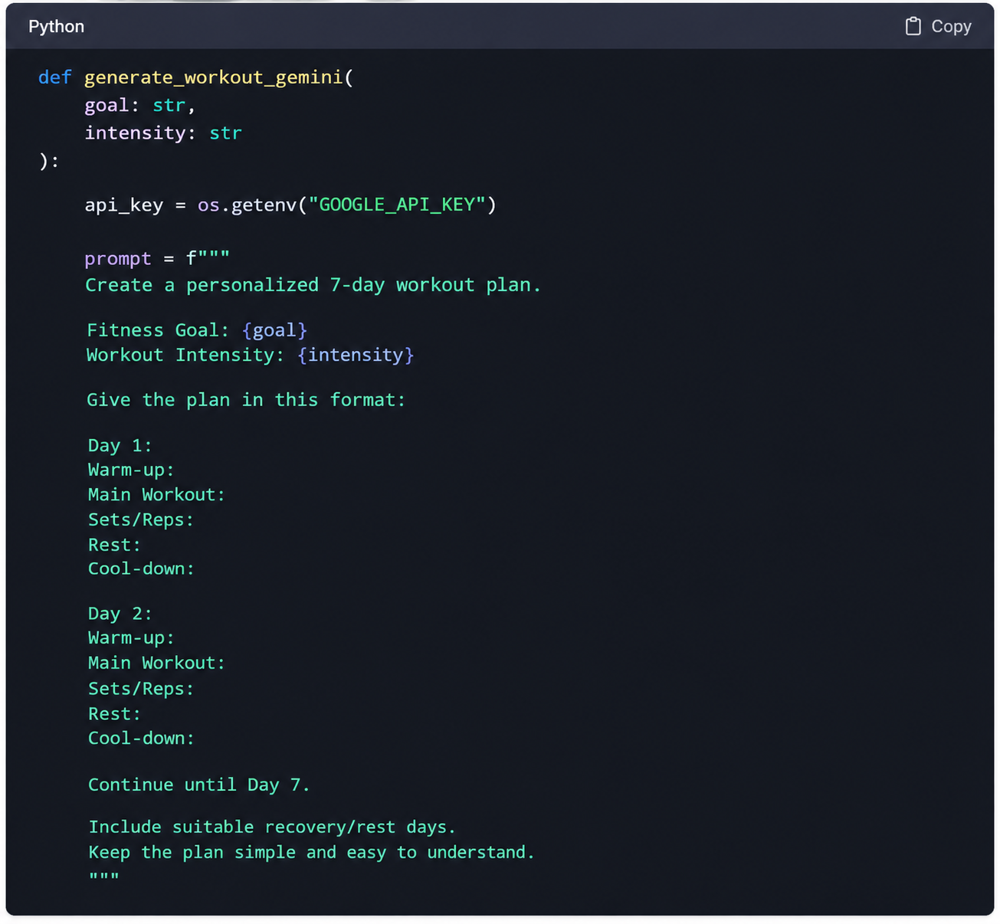 Python
Copy
def generate_workout_gemini(
    goal: str,
    intensity: str
):
    api_key = os.getenv("GOOGLE_API_KEY")
    prompt = f"""
    Create a personalized 7-day workout plan.
    Fitness Goal: {goal}
    Workout Intensity: {intensity}
    Give the plan in this format:
    Day 1:
    Warm-up:
    Main Workout:
    Sets/Reps:
    Rest:
    Cool-down:
    Day 2:
    Warm-up:
    Main Workout:
    Sets/Reps:
    Rest:
    Cool-down:
    Continue until Day 7.
    Include suitable recovery/rest days.
    Keep the plan simple and easy to understand.
    """